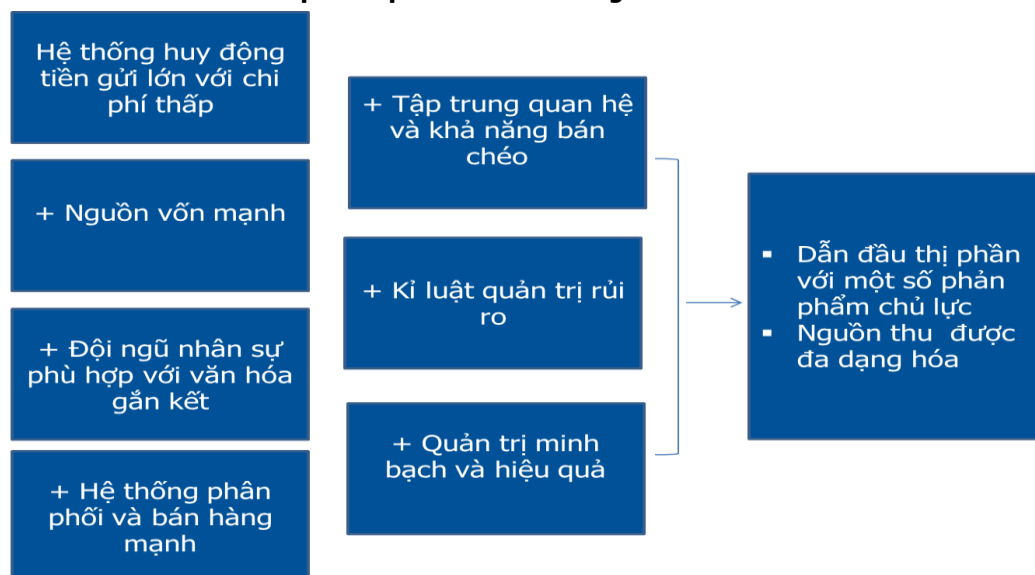 Hệ thống huy động
tiền gửi lớn với chi
phí thấp
+ Nguồn vốn mạnh
+ Đội ngũ nhân sự
phù hợp với văn hóa
gắn kết
+ Hệ thống phân
phối và bán hàng
mạnh
+ Tập trung quan hệ
và khả năng bán
chéo
+ Kỉ luật quản trị rủi
ro
+ Quản trị minh
bạch và hiệu quả
▪ Dẫn đầu thị phần
với một số phản
phẩm chủ lực
▪ Nguồn thu được
đa dạng hóa